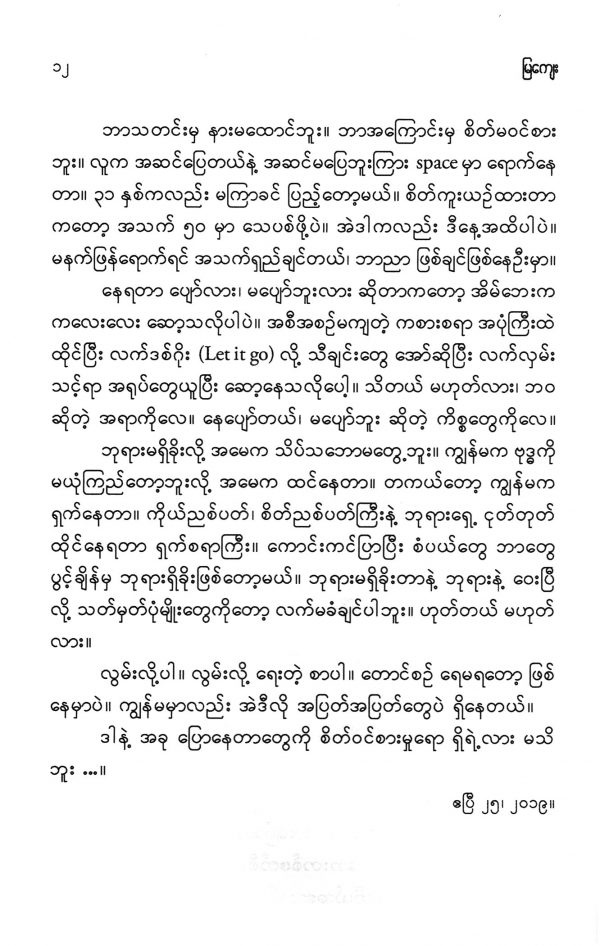 ၁၂
မြကျေး
ဘာသတင်းမှ နားမထောင်ဘူး။ ဘာအကြောင်းမှ စိတ်မဝင်စား
ဘူး။ လူက အဆင်ပြေတယ်နဲ့ အဆင်မပြေဘူးကြား space မှာ ရောက်နေ
တာ။ ၃၁ နှစ်ကလည်း မကြာခင် ပြည့်တော့မယ်။ စိတ်ကူးယဉ်ထားတာ
ကတော့ အသက် ၅၀ မှာ သေပစ်ဖို့ပဲ။ အဲဒါကလည်း ဒီနေ့အထိပါပဲ။
မနက်ဖြန်ရောက်ရင် အသက်ရှည်ချင်တယ်၊ ဘာညာ ဖြစ်ချင်ဖြစ်နေဦးမှာ။
နေရတာ ပျော်လား၊ မပျော်ဘူးလား ဆိုတာကတော့ အိမ်ဘေးက
ကလေးလေး ဆော့သလိုပါပဲ။ အစီအစဉ်မကျတဲ့ ကစားစရာ အပုံကြီးထဲ
ထိုင်ပြီး လက်ဒစ်ဂိုး (Let it go) လို့ သီချင်းတွေ အော်ဆိုပြီး လက်လှမ်း
သင့်ရာ အရုပ်တွေယူပြီး ဆော့နေသလိုပေါ့။ သိတယ် မဟုတ်လား၊ ဘဝ
ဆိုတဲ့ အရာကိုလေ။ နေပျော်တယ်၊ မပျော်ဘူး ဆိုတဲ့ ကိစ္စတွေကိုလေ။
ဘုရားမရှိခိုးလို့ အမေက သိပ်သဘောမတွေ့ဘူး။ ကျွန်မက ဗုဒ္ဓကို
မယုံကြည်တော့ဘူးလို့ အမေက ထင်နေတာ။ တကယ်တော့ ကျွန်မက
ရှက်နေတာ။ ကိုယ်ညစ်ပတ်၊ စိတ်ညစ်ပတ်ကြီးနဲ့ ဘုရားရှေ့ ငုတ်တုတ်
ထိုင်နေရတာ ရှက်စရာကြီး။ ကောင်းကင်ပြာပြီး စံပယ်တွေ ဘာတွေ
ပွင့်ချိန်မှ ဘုရားရှိခိုးဖြစ်တော့မယ်။ ဘုရားမရှိခိုးတာနဲ့ ဘုရားနဲ့ ဝေးပြီ
လို့ သတ်မှတ်ပုံမျိုးတွေကိုတော့ လက်မခံချင်ပါဘူး။ ဟုတ်တယ် မဟုတ်
လား။
လွမ်းလို့ပါ။ လွမ်းလို့ ရေးတဲ့ စာပါ။ တောင်စဉ် ရေမရတော့ ဖြစ်
နေမှာပဲ။ ကျွန်မမှာလည်း အဲဒီလို အပြတ်အပြတ်တွေပဲ ရှိနေတယ်။
ဒါနဲ့ အခု ပြောနေတာတွေကို စိတ်ဝင်စားမှုရော ရှိရဲ့လား မသိ
ဘူး ...။
ဧပြီ ၂၅၊ ၂၀၁၉။